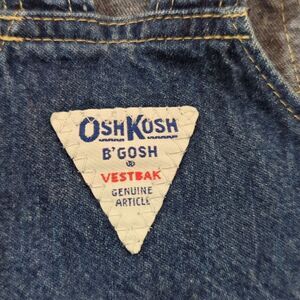 OSHKOSH
B'GOSH
VESTBAK
GENUINE
ARTICLE